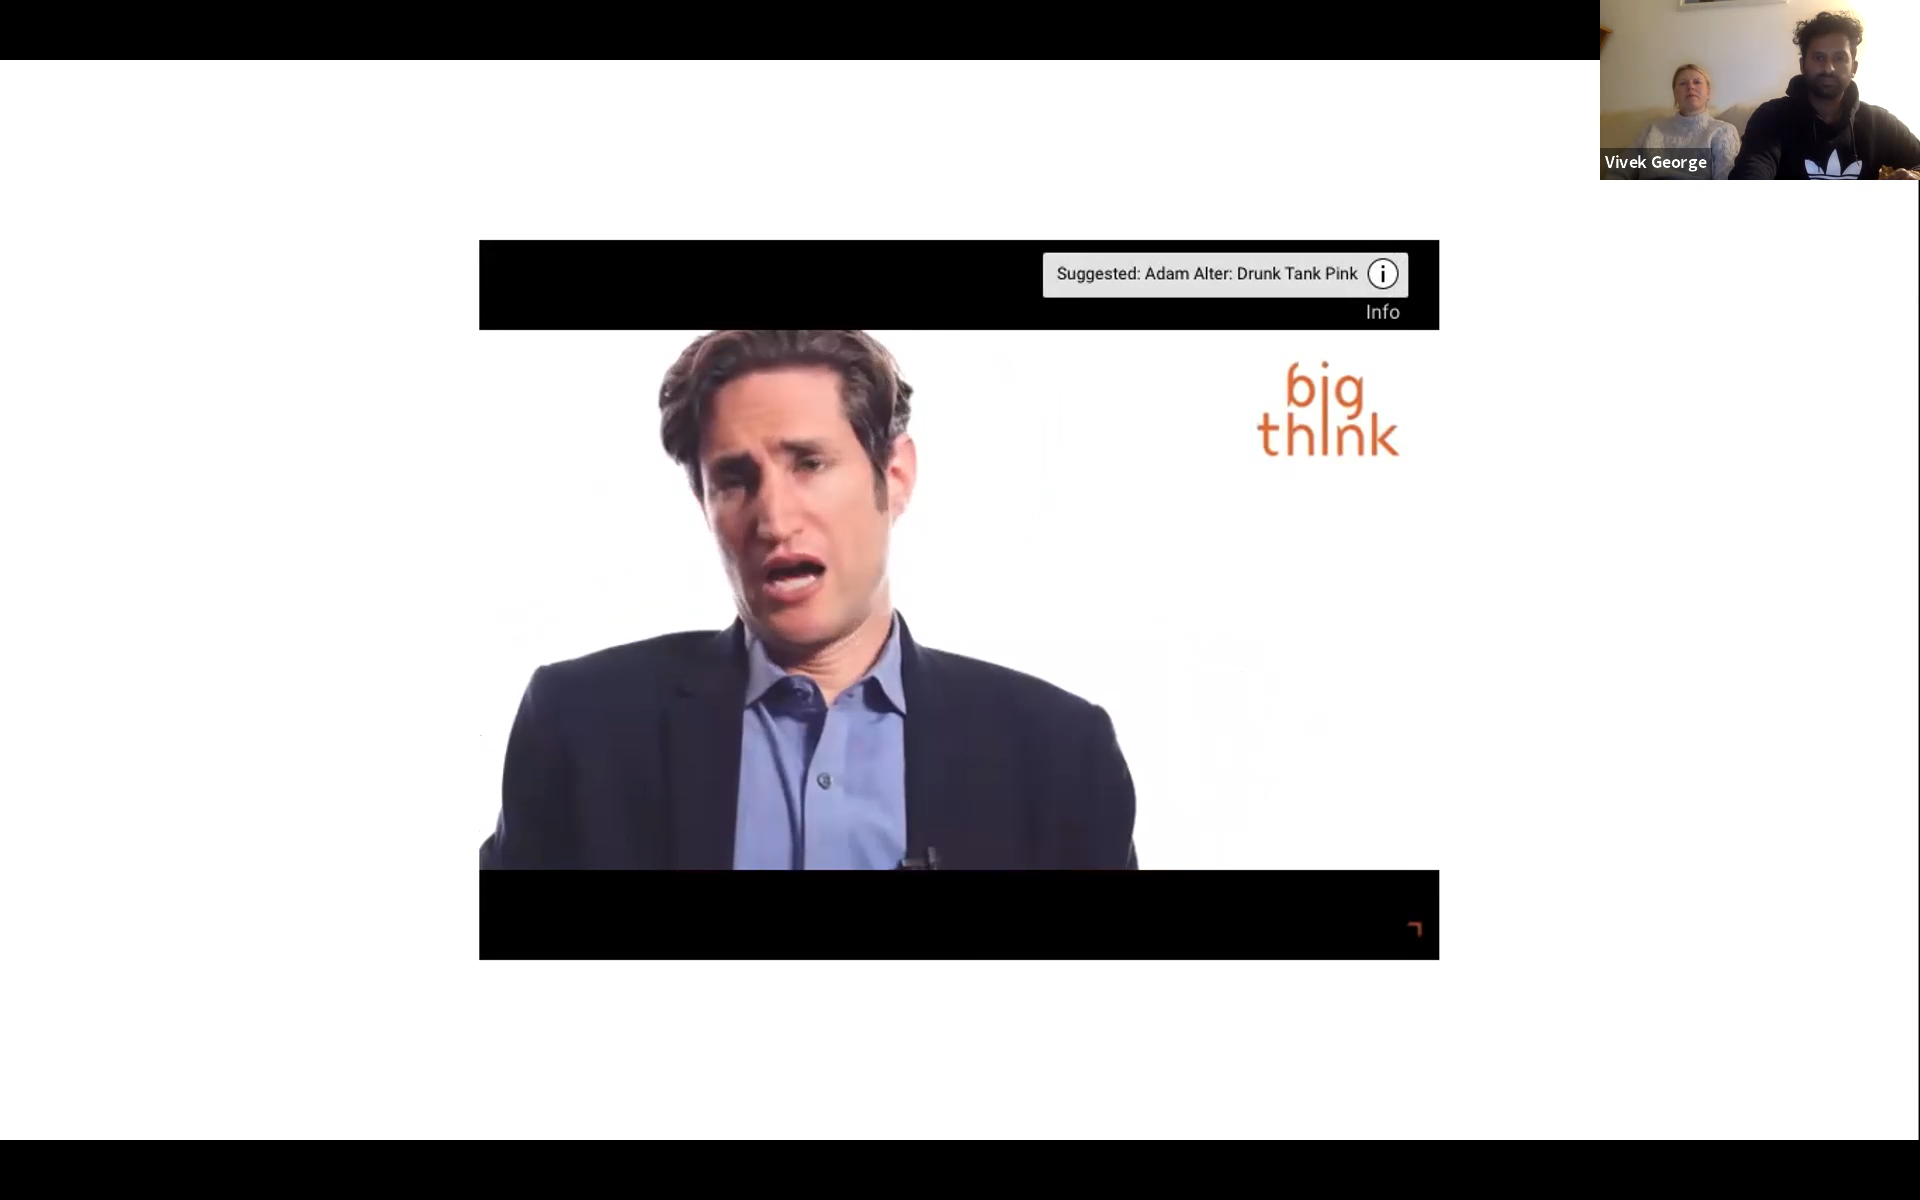 Vivek George
Suggested: Adam Alter: Drunk Tank Pink
Info
big
think